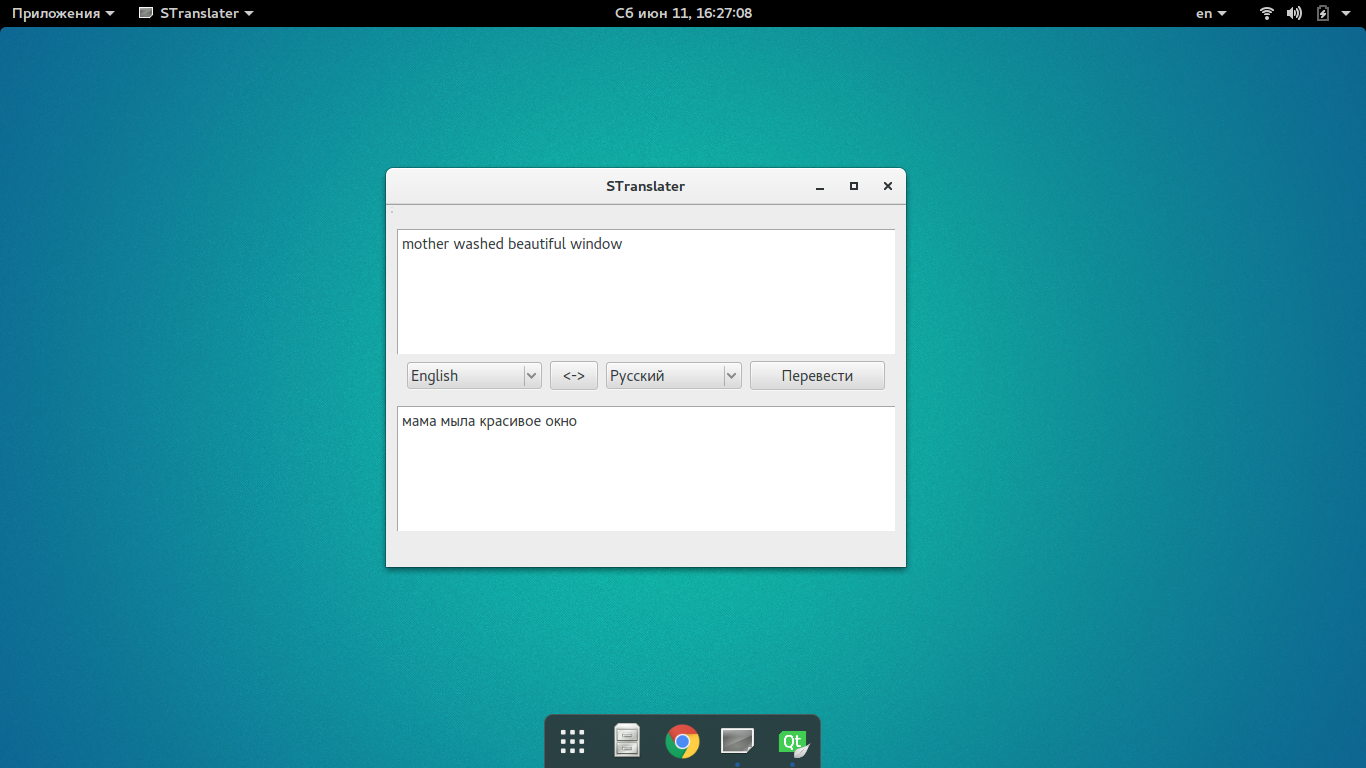 Приложения STranslater Сб июн 11, 16:27:08 en
STranslater
mother washed beautiful window
English <-> Русский Перевести
мама мыла красивое окно
Qt